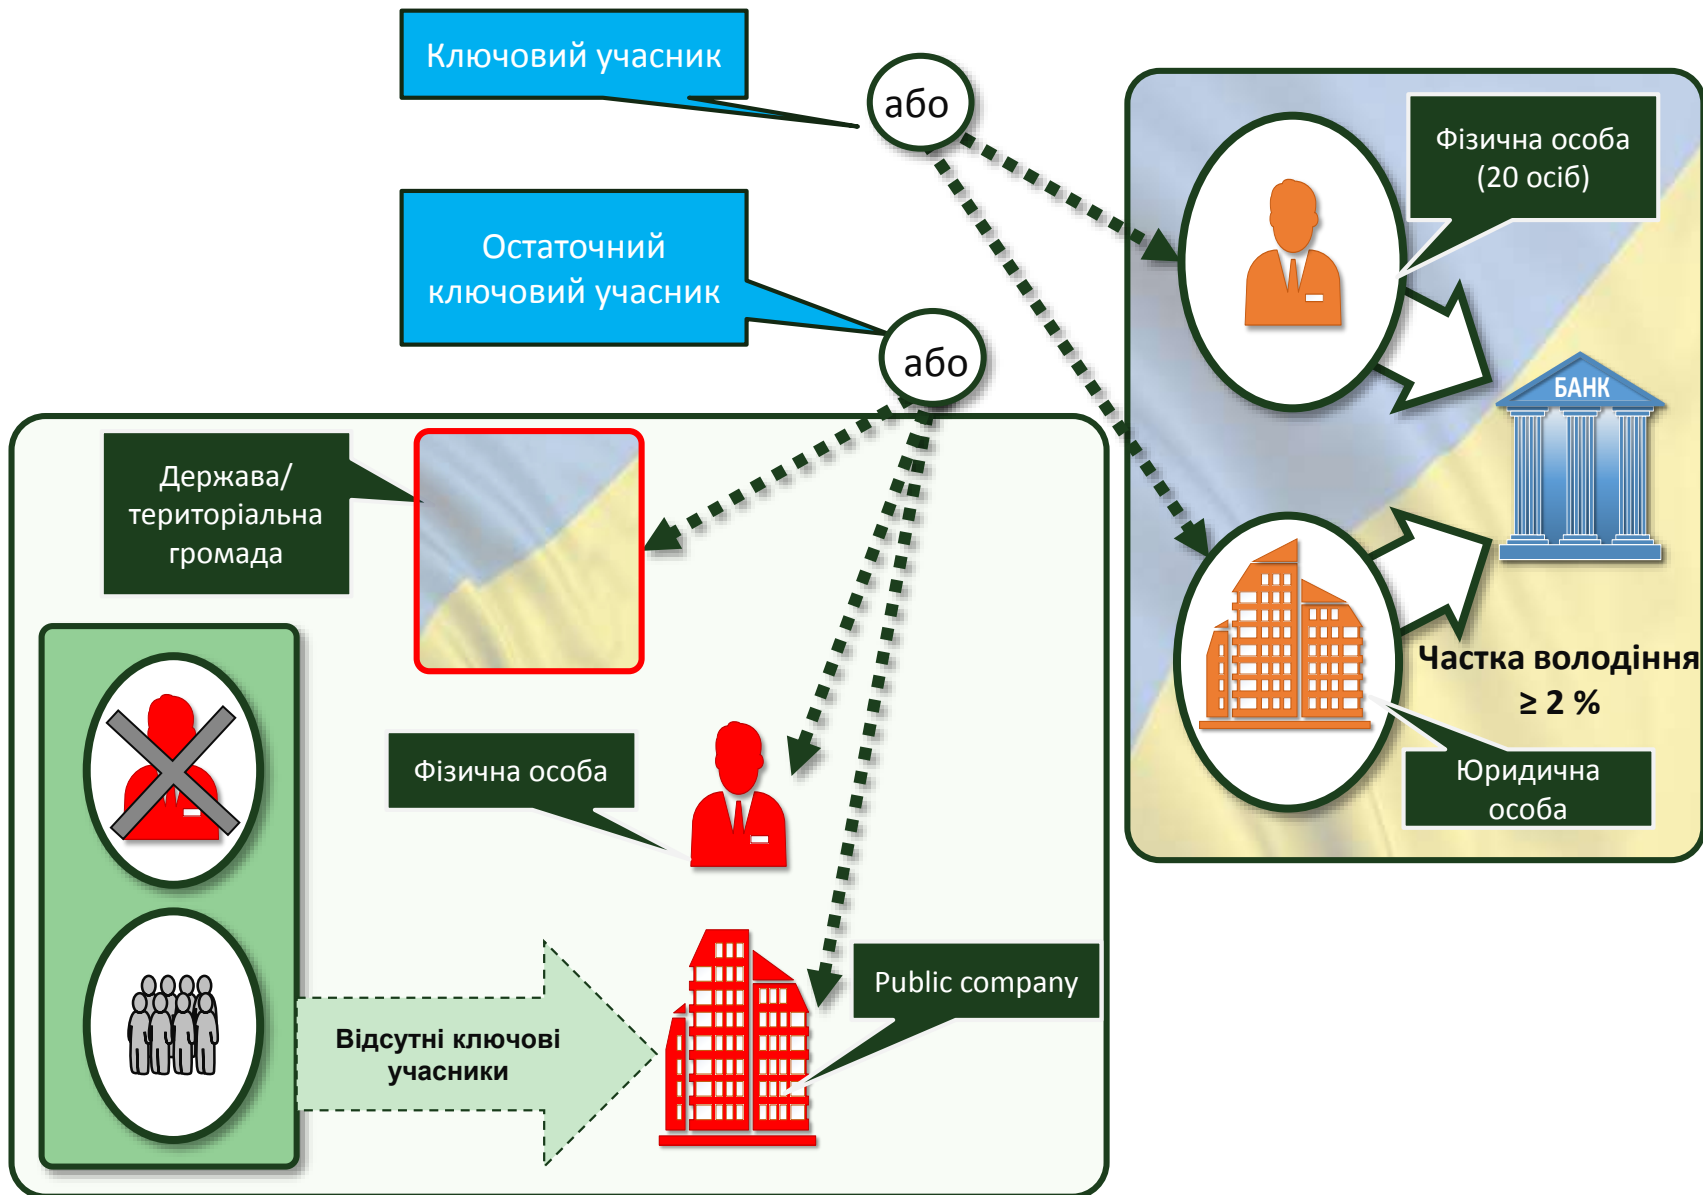 Ключовий учасник
або
Фізична особа
(20 осіб)
Остаточний
ключовий учасник
або
БАНК
Держава/
територіальна
громада
Частка володіння
≥ 2 %
Фізична особа
Юридична
особа
Public company
Відсутні ключові
учасники